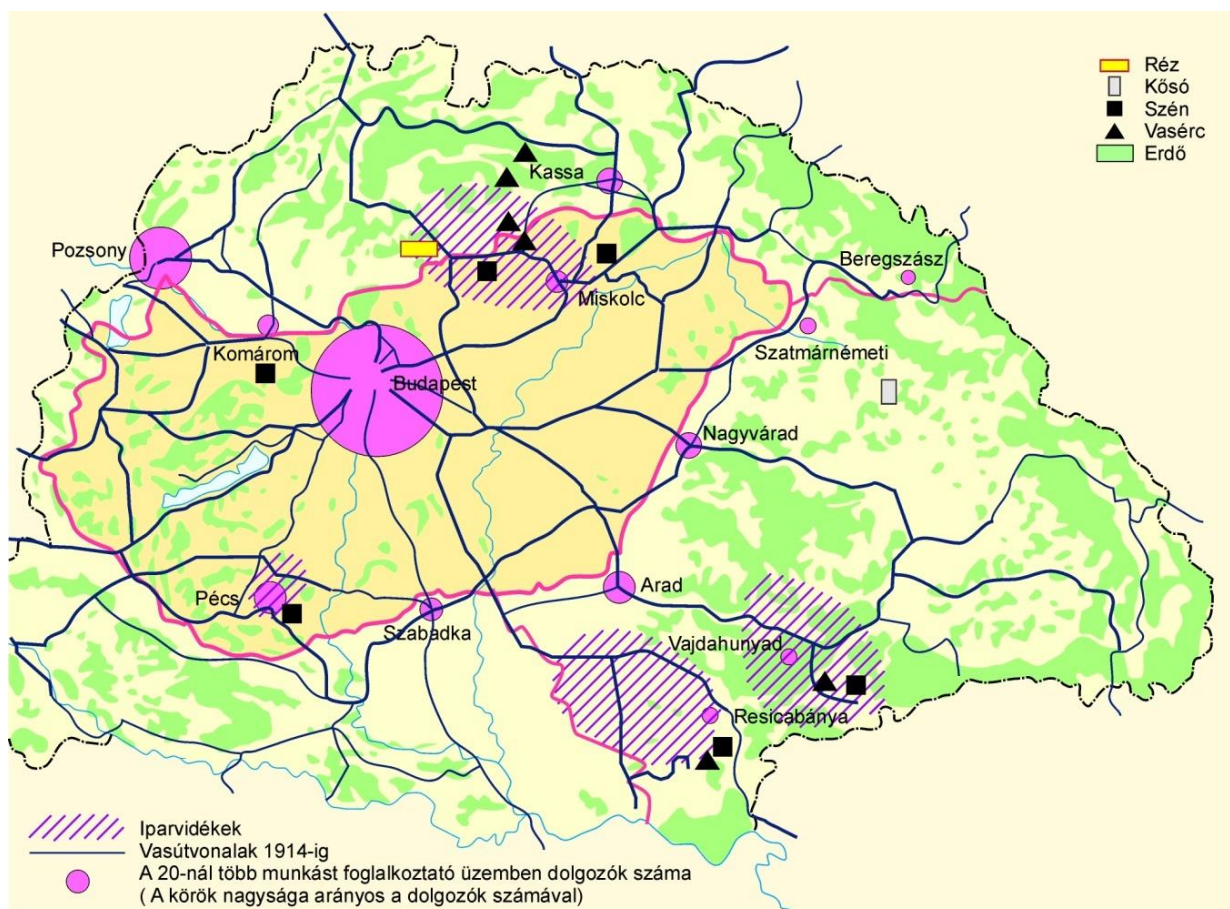 Réz
Kősó
Szén
Vasérc
Erdő
Kassa
Pozsony
Beregszász
Miskolc
Szatmárnémeti
Komárom
Budapest
Nagyvárad
Pécs
Arad
Szabadka
Vajdahunyad
Resicabánya
Iparvidékek
Vasútvonalak 1914-ig
A 20-nál több munkást foglalkoztató üzemben dolgozók száma
( A körök nagysága arányos a dolgozók számával)